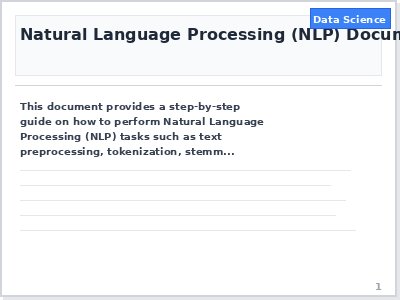 Data Science
Natural Language Processing (NLP) Docum
This document provides a step-by-step
guide on how to perform Natural Language
Processing (NLP) tasks such as text
preprocessing, tokenization, stemm...
1